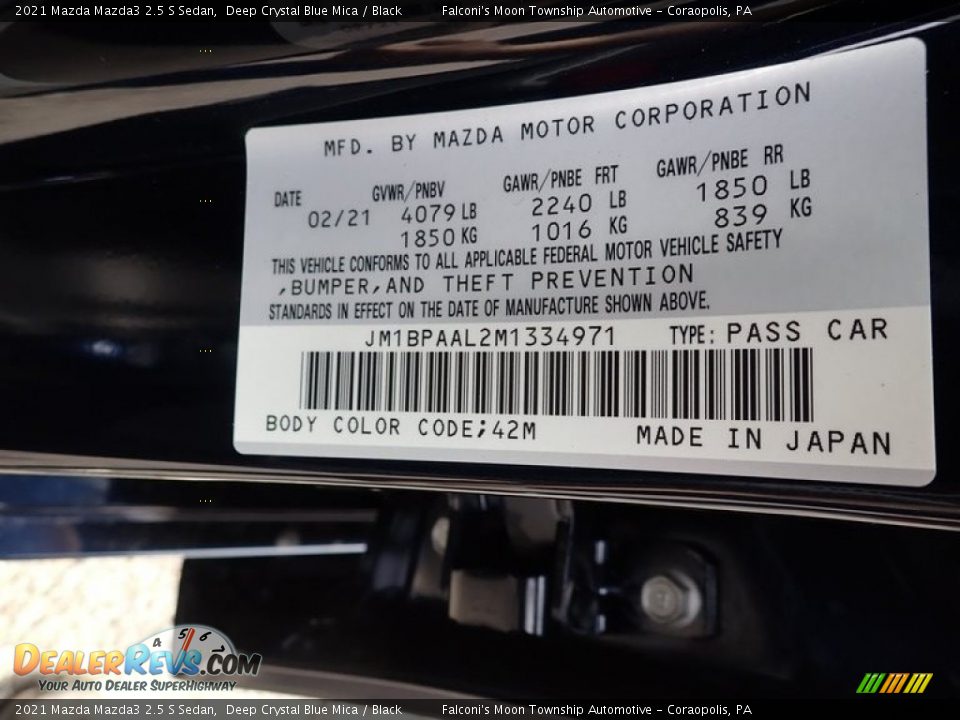 2021 Mazda Mazda3 2.5 S Sedan, Deep Crystal Blue Mica / Black Falconi's Moon Township Automotive - Coraopolis, PA
MFD. BY MAZDA MOTOR CORPORATION
DATE GVWR/PNBV GAWR/PNBE FRT GAWR/PNBE RR
02/21 4079 LB 2240 LB 1850 LB
1850 KG 1016 KG 839 KG
THIS VEHICLE CONFORMS TO ALL APPLICABLE FEDERAL MOTOR VEHICLE SAFETY
,BUMPER,AND THEFT PREVENTION
STANDARDS IN EFFECT ON THE DATE OF MANUFACTURE SHOWN ABOVE.
JM1BPAAL2M1334971 TYPE: PASS CAR
BODY COLOR CODE;42M MADE IN JAPAN
4 5 6
DEALERREVS.COM
YOUR AUTO DEALER SUPERHIGHWAY
2021 Mazda Mazda3 2.5 S Sedan, Deep Crystal Blue Mica / Black Falconi's Moon Township Automotive - Coraopolis, PA